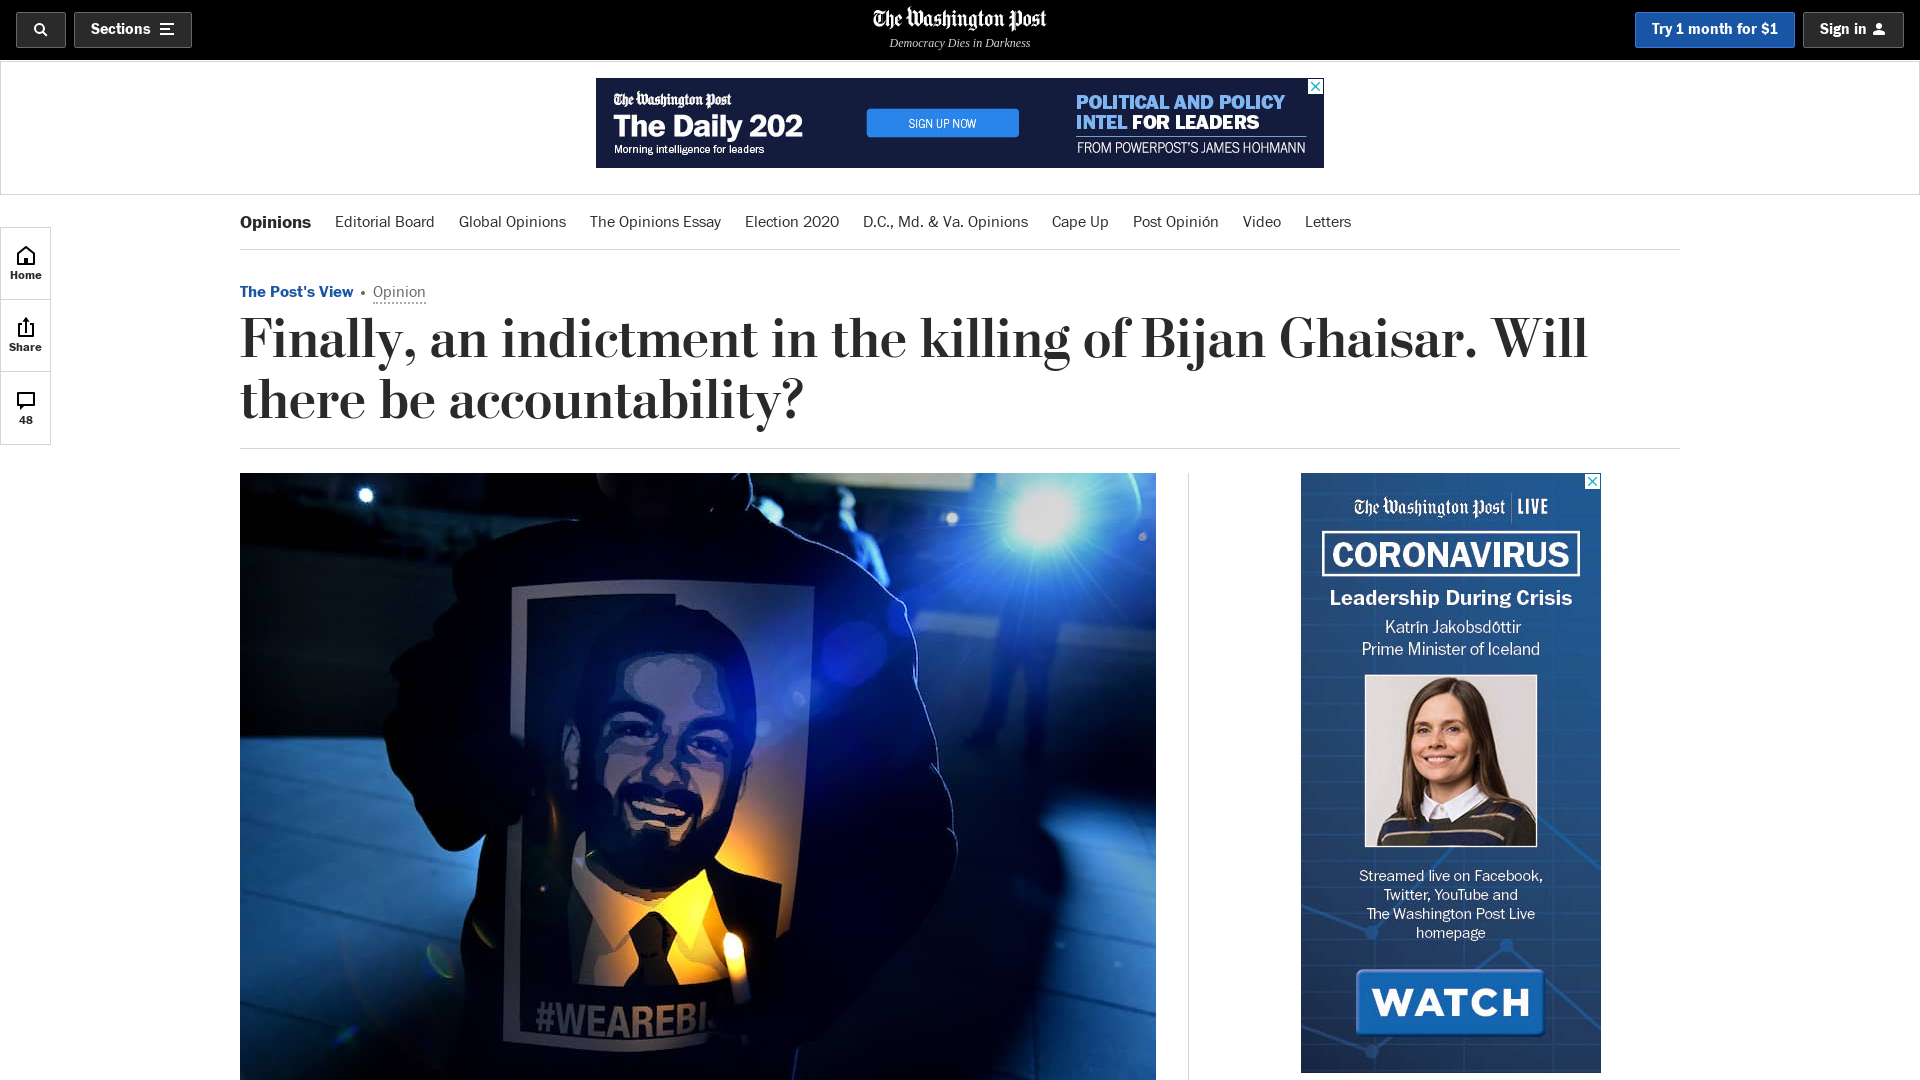 Sections
The Washington Post
Democracy Dies in Darkness
Try 1 month for $1
Sign in
The Washington Post
The Daily 202
Morning intelligence for leaders
SIGN UP NOW
POLITICAL AND POLICY
INTEL FOR LEADERS
FROM POWERPOST'S JAMES HOHMANN
Opinions
Editorial Board
Global Opinions
The Opinions Essay
Election 2020
D.C., Md. & Va. Opinions
Cape Up
Post Opinión
Video
Letters
Home
Share
48
The Post's View • Opinion
Finally, an indictment in the killing of Bijan Ghaisar. Will
there be accountability?
#WEAREBI
The Washington Post LIVE
CORONAVIRUS
Leadership During Crisis
Katrín Jakobsdóttir
Prime Minister of Iceland
Streamed live on Facebook,
Twitter, YouTube and
The Washington Post Live
homepage
WATCH